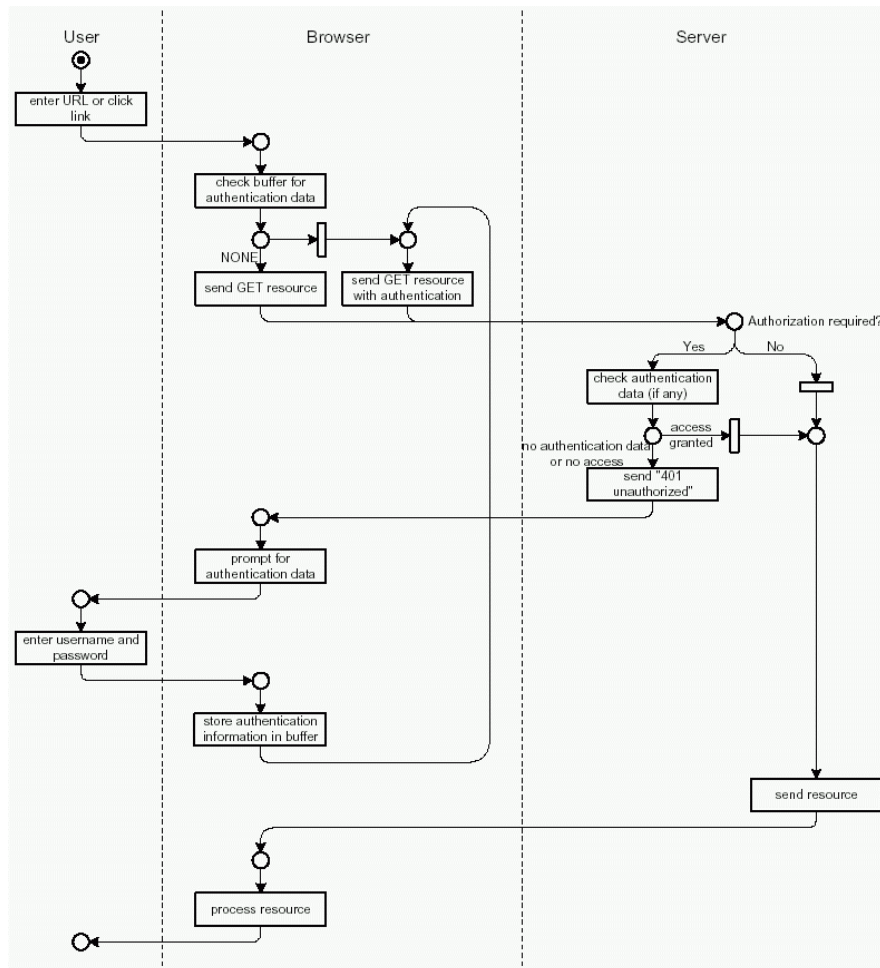 User
Browser
Server
enter URL or click
link
check buffer for
authentication data
NONE
send GET resource
send GET resource
with authentication
Authorization required?
Yes
No
check authentication
data (if any)
access
granted
no authentication data
or no access
send "401
unauthorized"
prompt for
authentication data
enter username and
password
store authentication
information in buffer
send resource
process resource